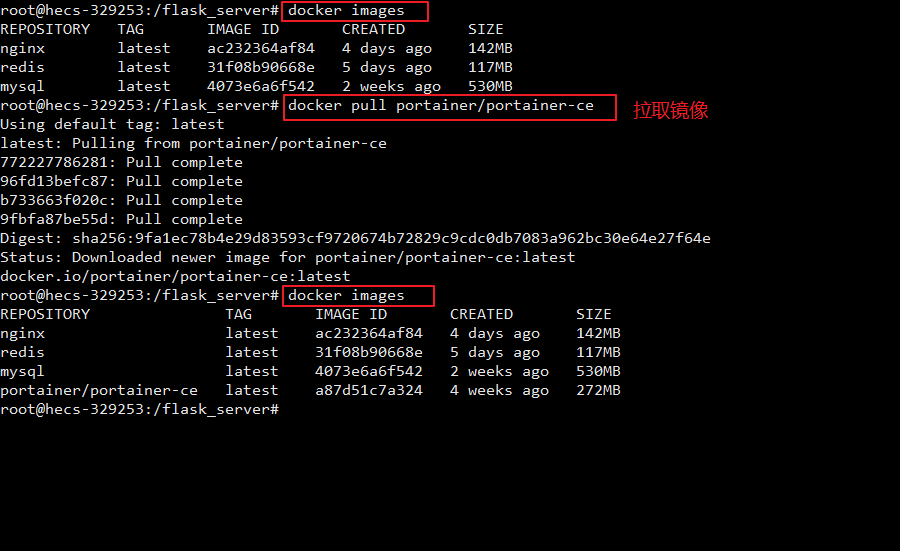 root@hecs-329253:/flask_server# docker images
REPOSITORY   TAG       IMAGE ID       CREATED       SIZE
nginx        latest    ac232364af84   4 days ago    142MB
redis        latest    31f08b90668e   5 days ago    117MB
mysql        latest    4073e6a6f542   2 weeks ago   530MB
root@hecs-329253:/flask_server# docker pull portainer/portainer-ce 拉取镜像
Using default tag: latest
latest: Pulling from portainer/portainer-ce
772227786281: Pull complete
96fd13befc87: Pull complete
b733663f020c: Pull complete
9fbfa87be55d: Pull complete
Digest: sha256:9fa1ec78b4e29d83593cf9720674b72829c9cdc0db7083a962bc30e64e27f64e
Status: Downloaded newer image for portainer/portainer-ce:latest
docker.io/portainer/portainer-ce:latest
root@hecs-329253:/flask_server# docker images
REPOSITORY               TAG       IMAGE ID       CREATED       SIZE
nginx                    latest    ac232364af84   4 days ago    142MB
redis                    latest    31f08b90668e   5 days ago    117MB
mysql                    latest    4073e6a6f542   2 weeks ago   530MB
portainer/portainer-ce   latest    a87d51c7a324   4 weeks ago   272MB
root@hecs-329253:/flask_server#